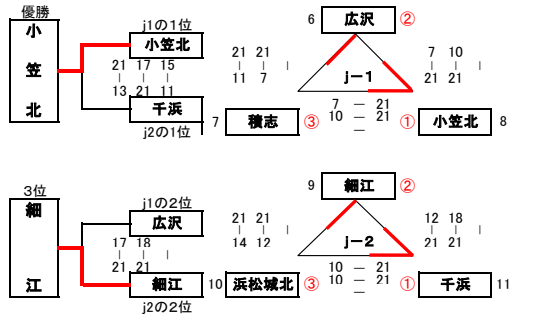 優勝
小笠北
j1の1位
小笠北
21 17 15
| | |
13 21 11
千浜
j2の1位
6 広沢 ②
21 21
| | |
11 7
j－1
7 10
| | |
21 21
7 ― 21
10 ― 21
―
7 積志 ③
① 小笠北 8
3位
細江
j1の2位
広沢
17 18
| | |
21 21
細江
j2の2位
9 細江 ②
21 21
| | |
14 12
j－2
12 18
| | |
21 21
10 ― 21
10 ― 21
―
10 浜松城北 ③
① 千浜 11